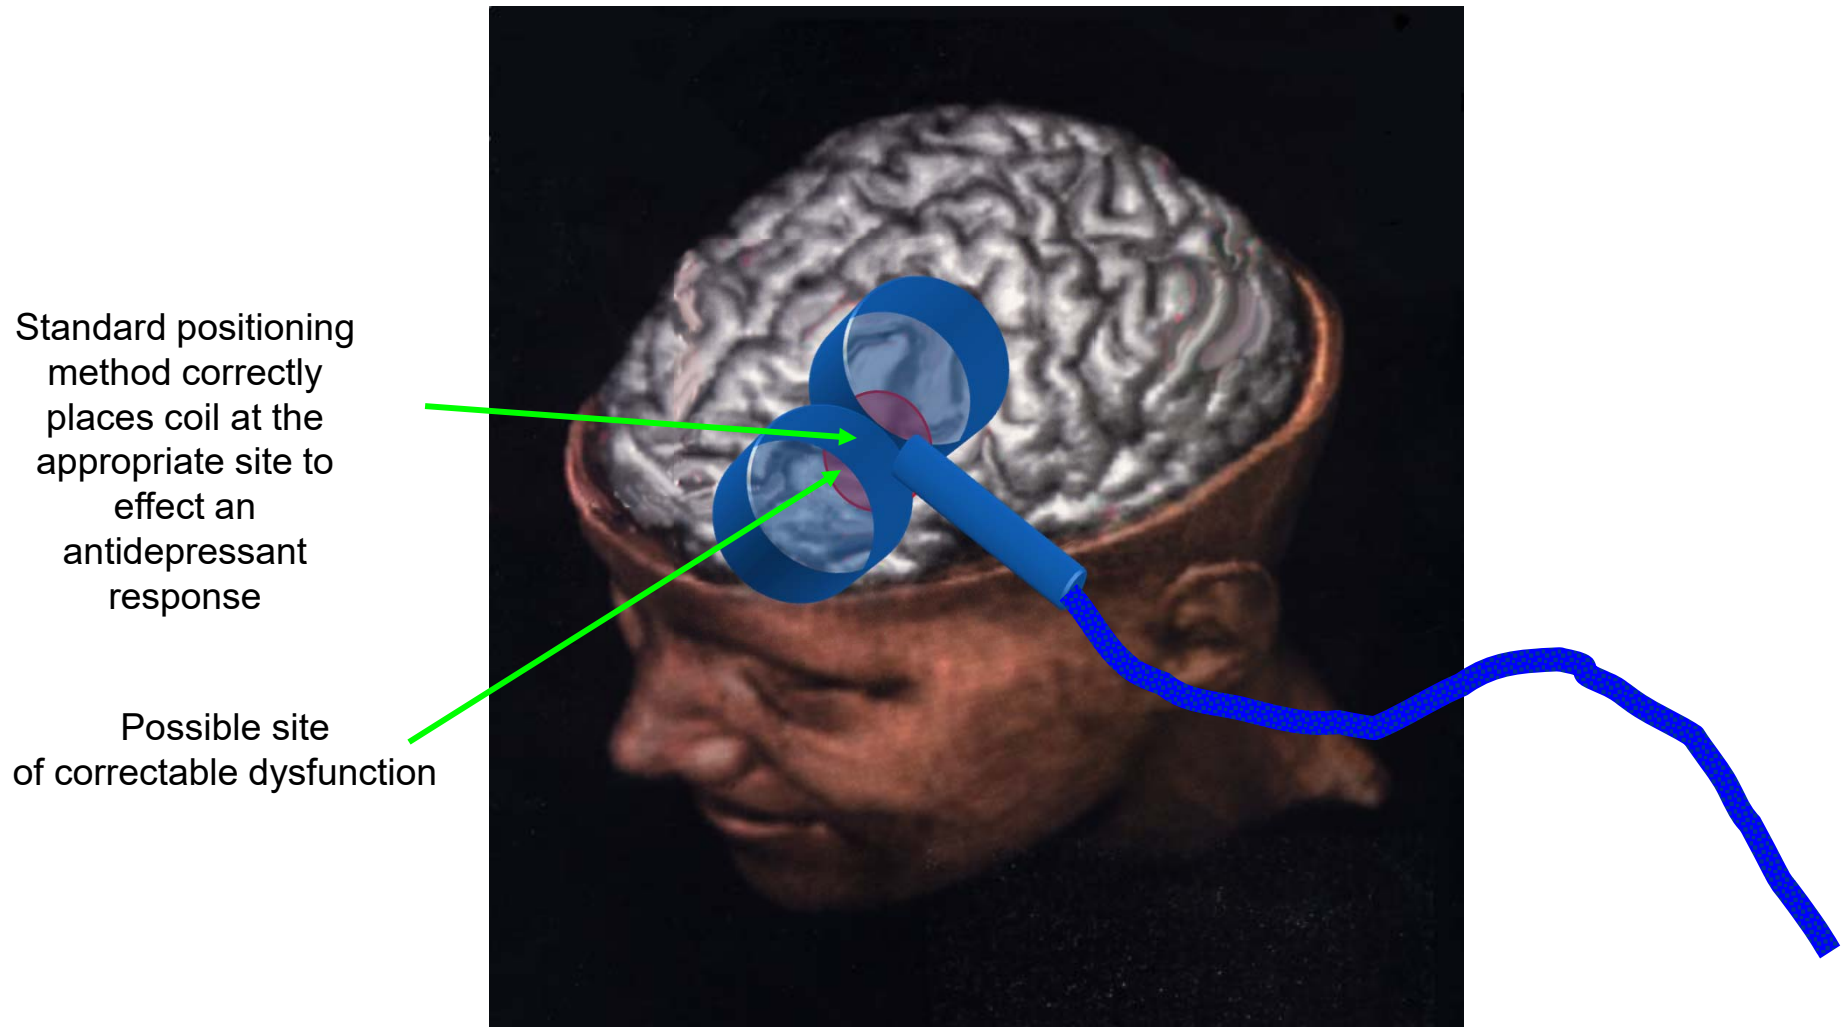 Standard positioning
method correctly
places coil at the
appropriate site to
effect an
antidepressant
response
Possible site
of correctable dysfunction